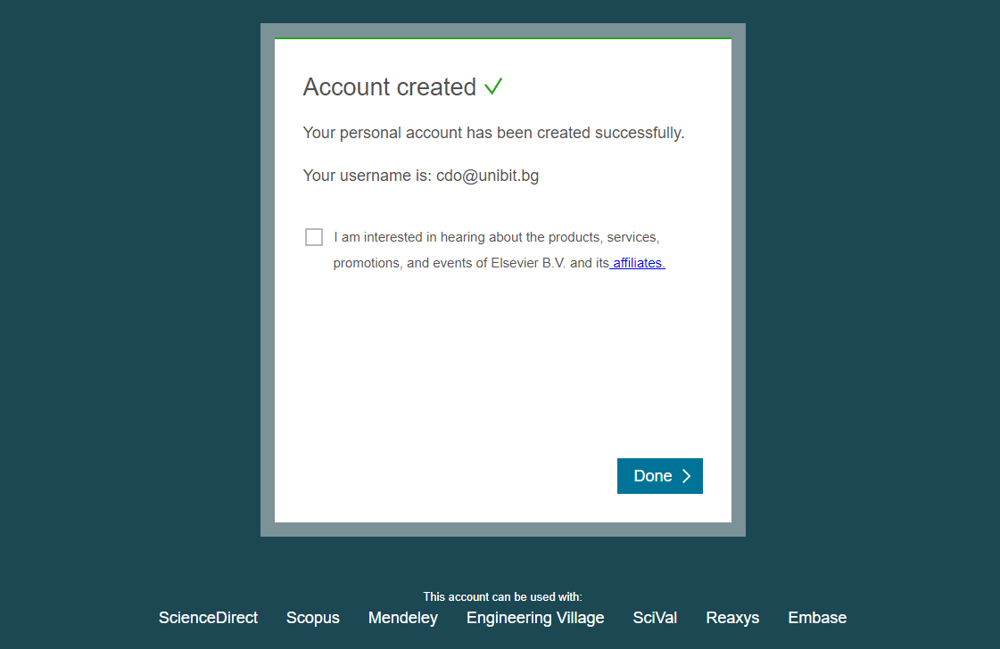 Account created
Your personal account has been created successfully.
Your username is: cdo@unibit.bg
I am interested in hearing about the products, services,
promotions, and events of Elsevier B.V. and its affiliates.
Done
This account can be used with:
ScienceDirect Scopus Mendeley Engineering Village SciVal Reaxys Embase